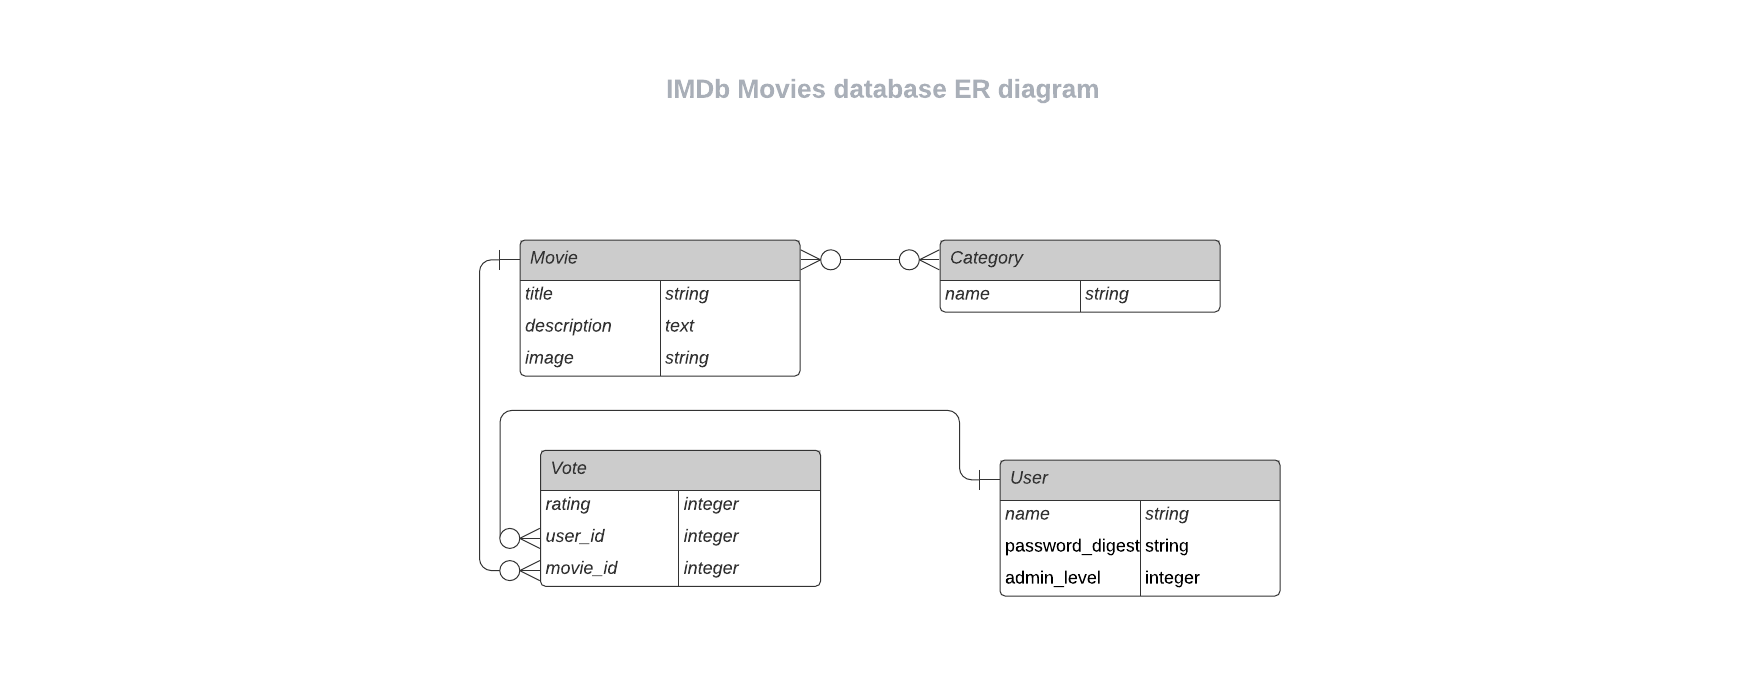 IMDb Movies database ER diagram
Movie
title string
description text
image string
Category
name string
Vote
rating integer
user_id integer
movie_id integer
User
name string
password_digest string
admin_level integer